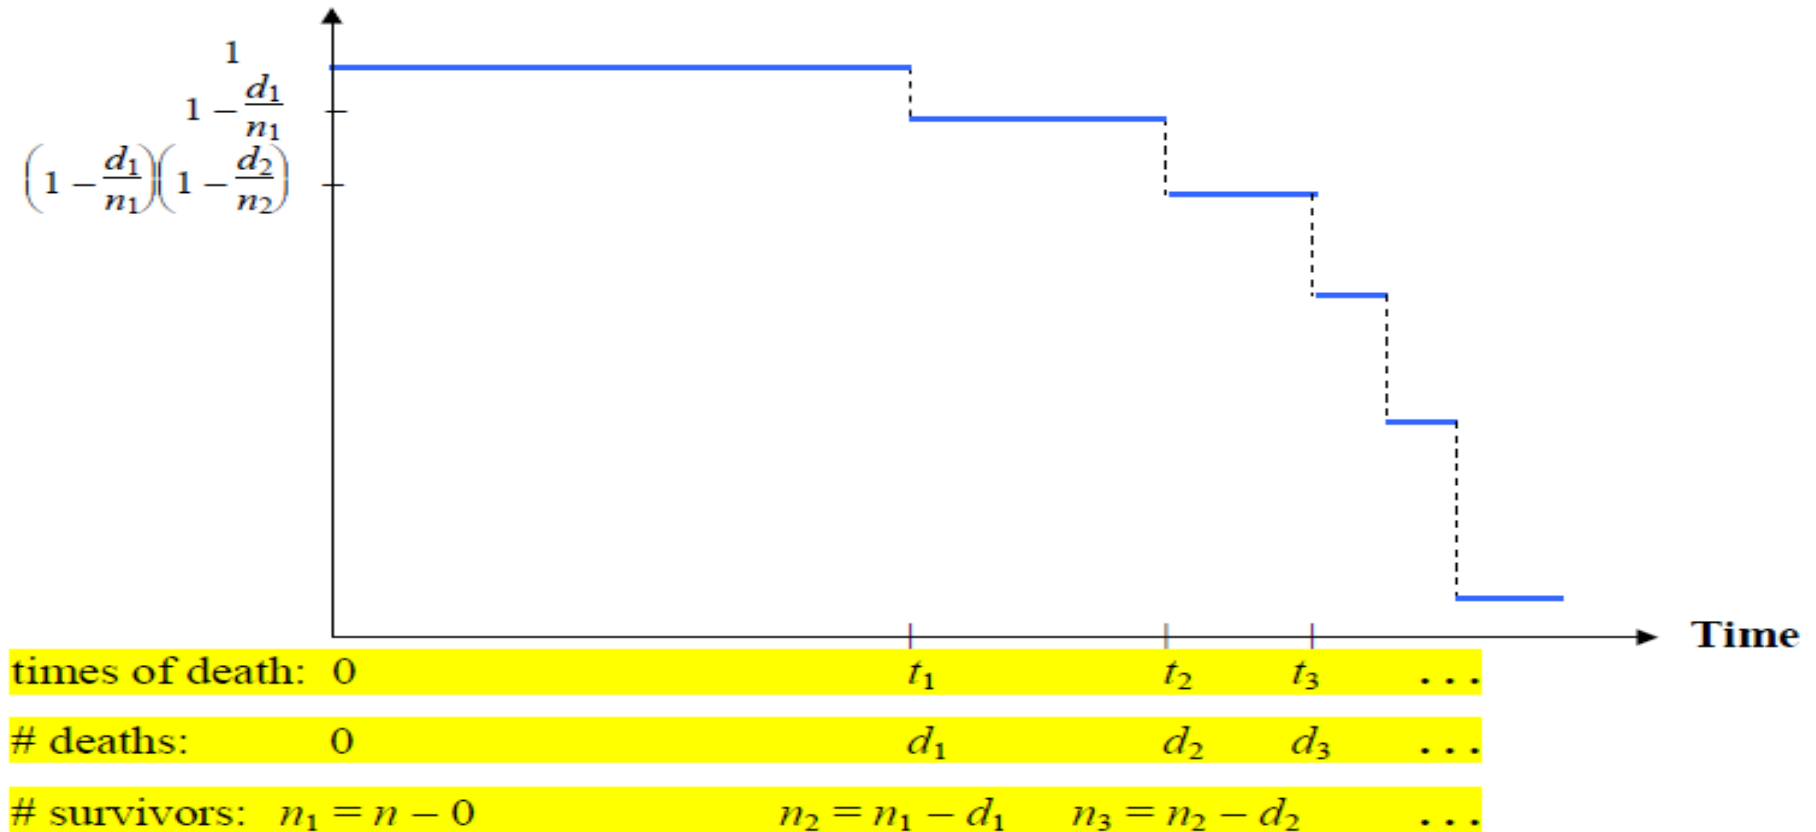 1
1 − d₁/n₁
(1 − d₁/n₁)(1 − d₂/n₂)
Time
times of death: 0 t₁ t₂ t₃ ...
# deaths: 0 d₁ d₂ d₃ ...
# survivors: n₁ = n − 0 n₂ = n₁ − d₁ n₃ = n₂ − d₂ ...